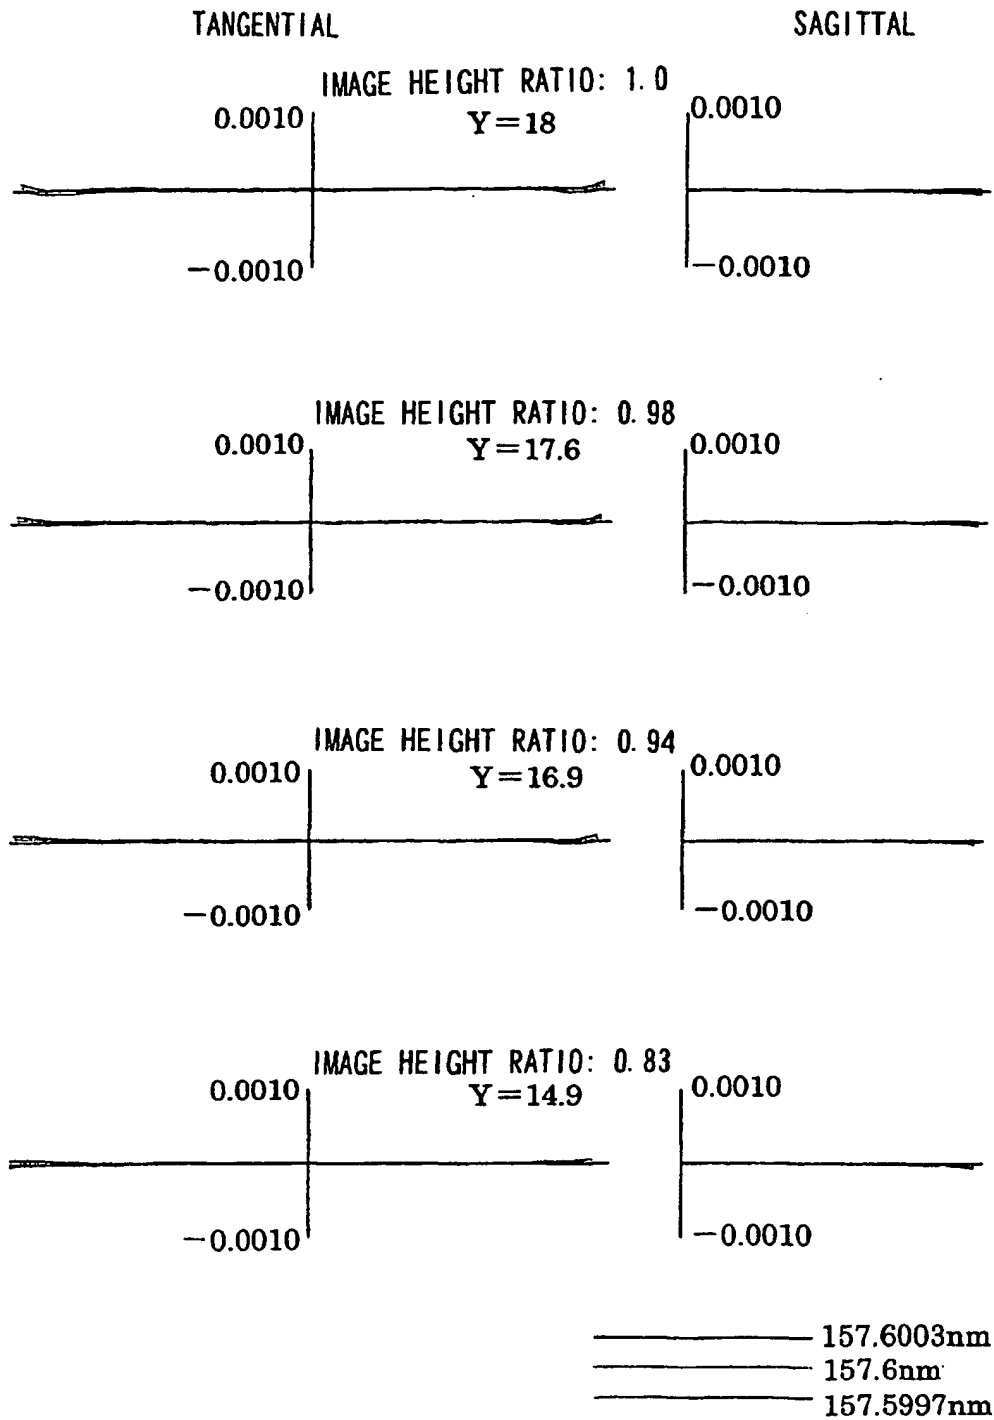 TANGENTIAL SAGITTAL
IMAGE HEIGHT RATIO: 1.0
0.0010 Y=18 0.0010
−0.0010 −0.0010
IMAGE HEIGHT RATIO: 0.98
0.0010 Y=17.6 0.0010
−0.0010 −0.0010
IMAGE HEIGHT RATIO: 0.94
0.0010 Y=16.9 0.0010
−0.0010 −0.0010
IMAGE HEIGHT RATIO: 0.83
0.0010 Y=14.9 0.0010
−0.0010 −0.0010
157.6003nm
157.6nm
157.5997nm